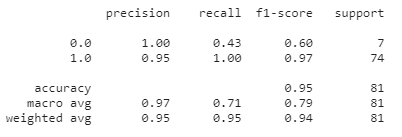 precision recall f1-score support
0.0 1.00 0.43 0.60 7
1.0 0.95 1.00 0.97 74
accuracy 0.95 81
macro avg 0.97 0.71 0.79 81
weighted avg 0.95 0.95 0.94 81